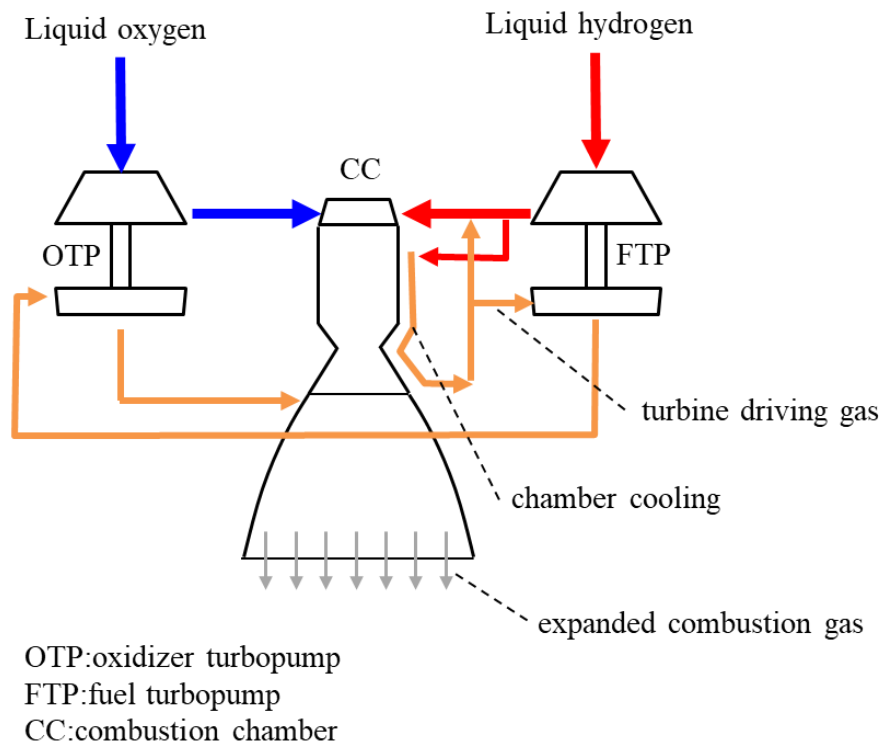 Liquid oxygen
Liquid hydrogen
CC
OTP
FTP
turbine driving gas
chamber cooling
expanded combustion gas
OTP:oxidizer turbopump
FTP:fuel turbopump
CC:combustion chamber